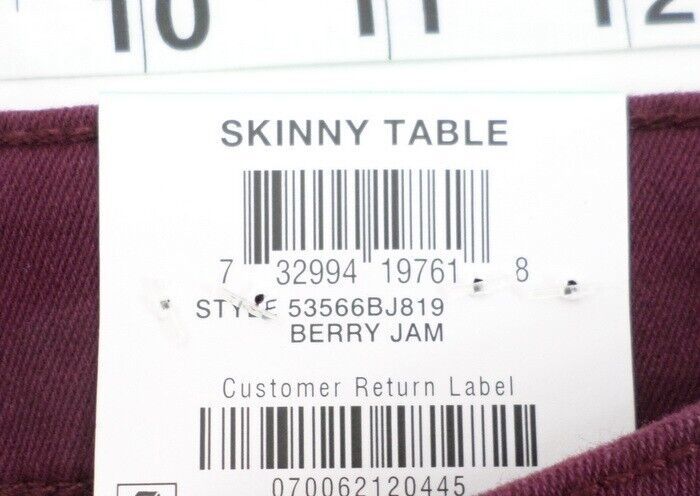 10 11 12
SKINNY TABLE
7 32994 19761 8
STYLE 53566BJ819
BERRY JAM
Customer Return Label
070062120445